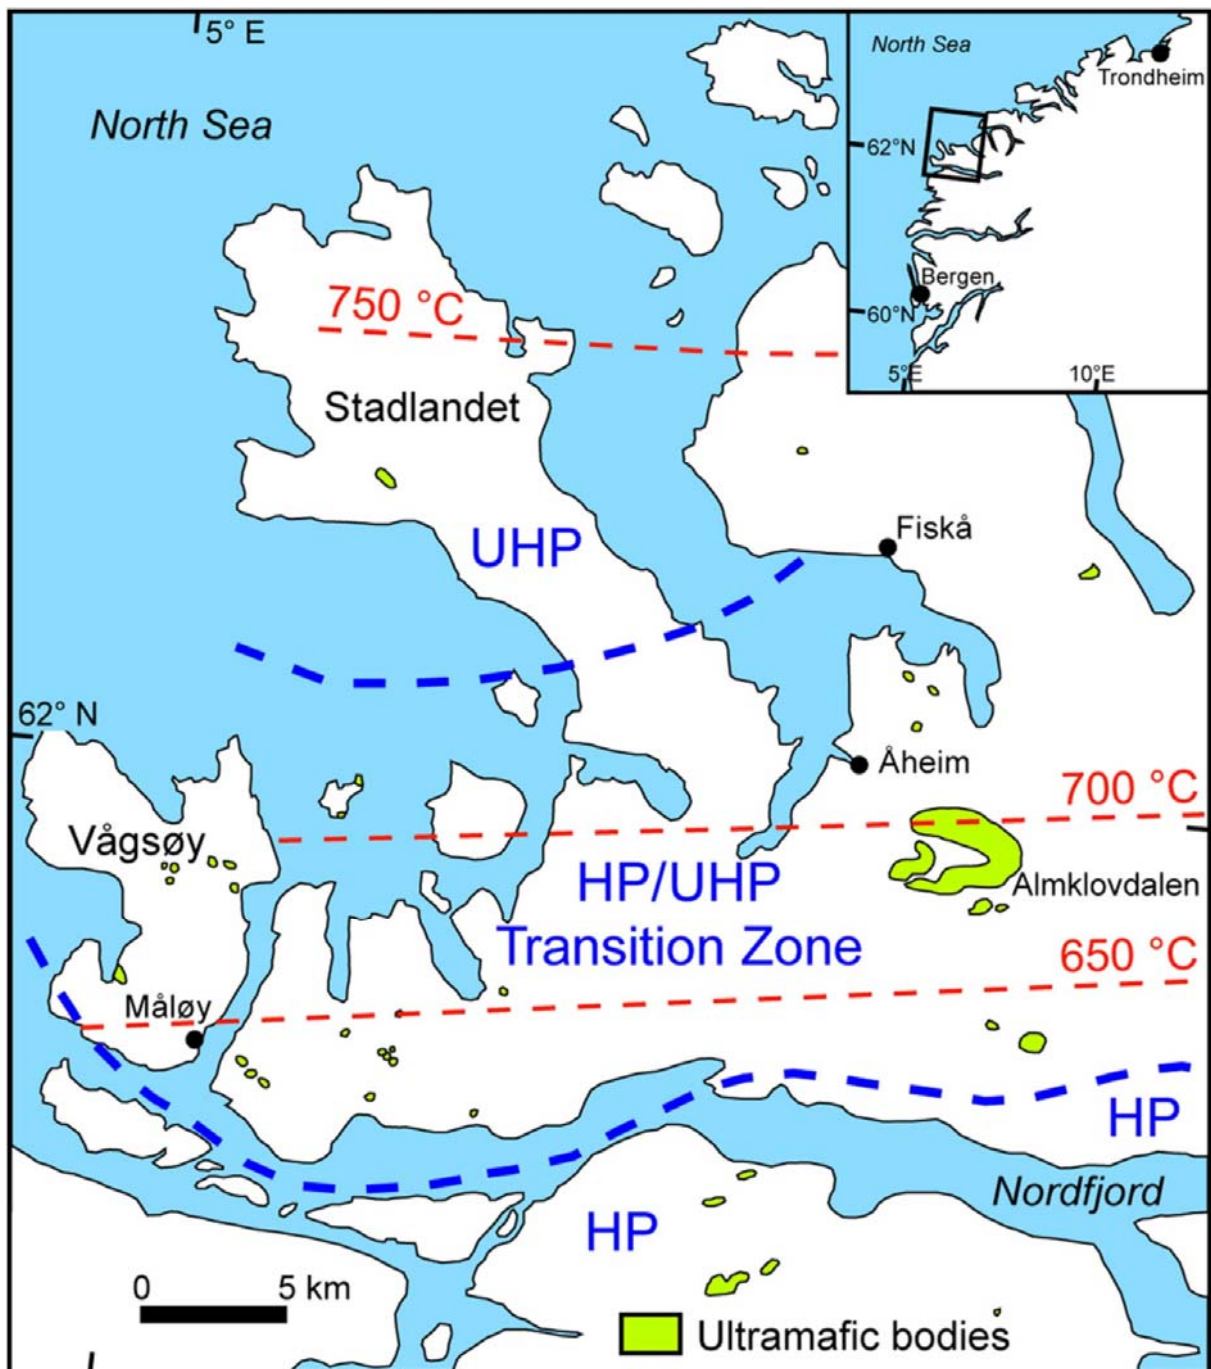 5° E
North Sea
North Sea
Trondheim
62°N
Bergen
60°N
5°E
10°E
750 °C
Stadlandet
UHP
Fiskå
62° N
Åheim
700 °C
Vågsøy
HP/UHP
Transition Zone
Almklovdalen
650 °C
Måløy
HP
Nordfjord
HP
0 5 km
Ultramafic bodies